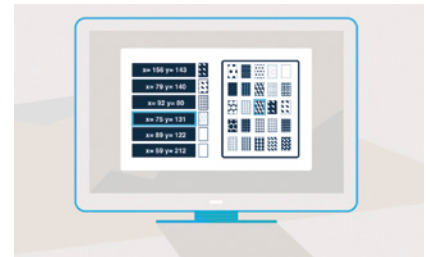 x= 156 y= 143
x= 79 y= 140
x= 92 y= 80
x= 75 y= 131
x= 89 y= 122
x= 59 y= 212